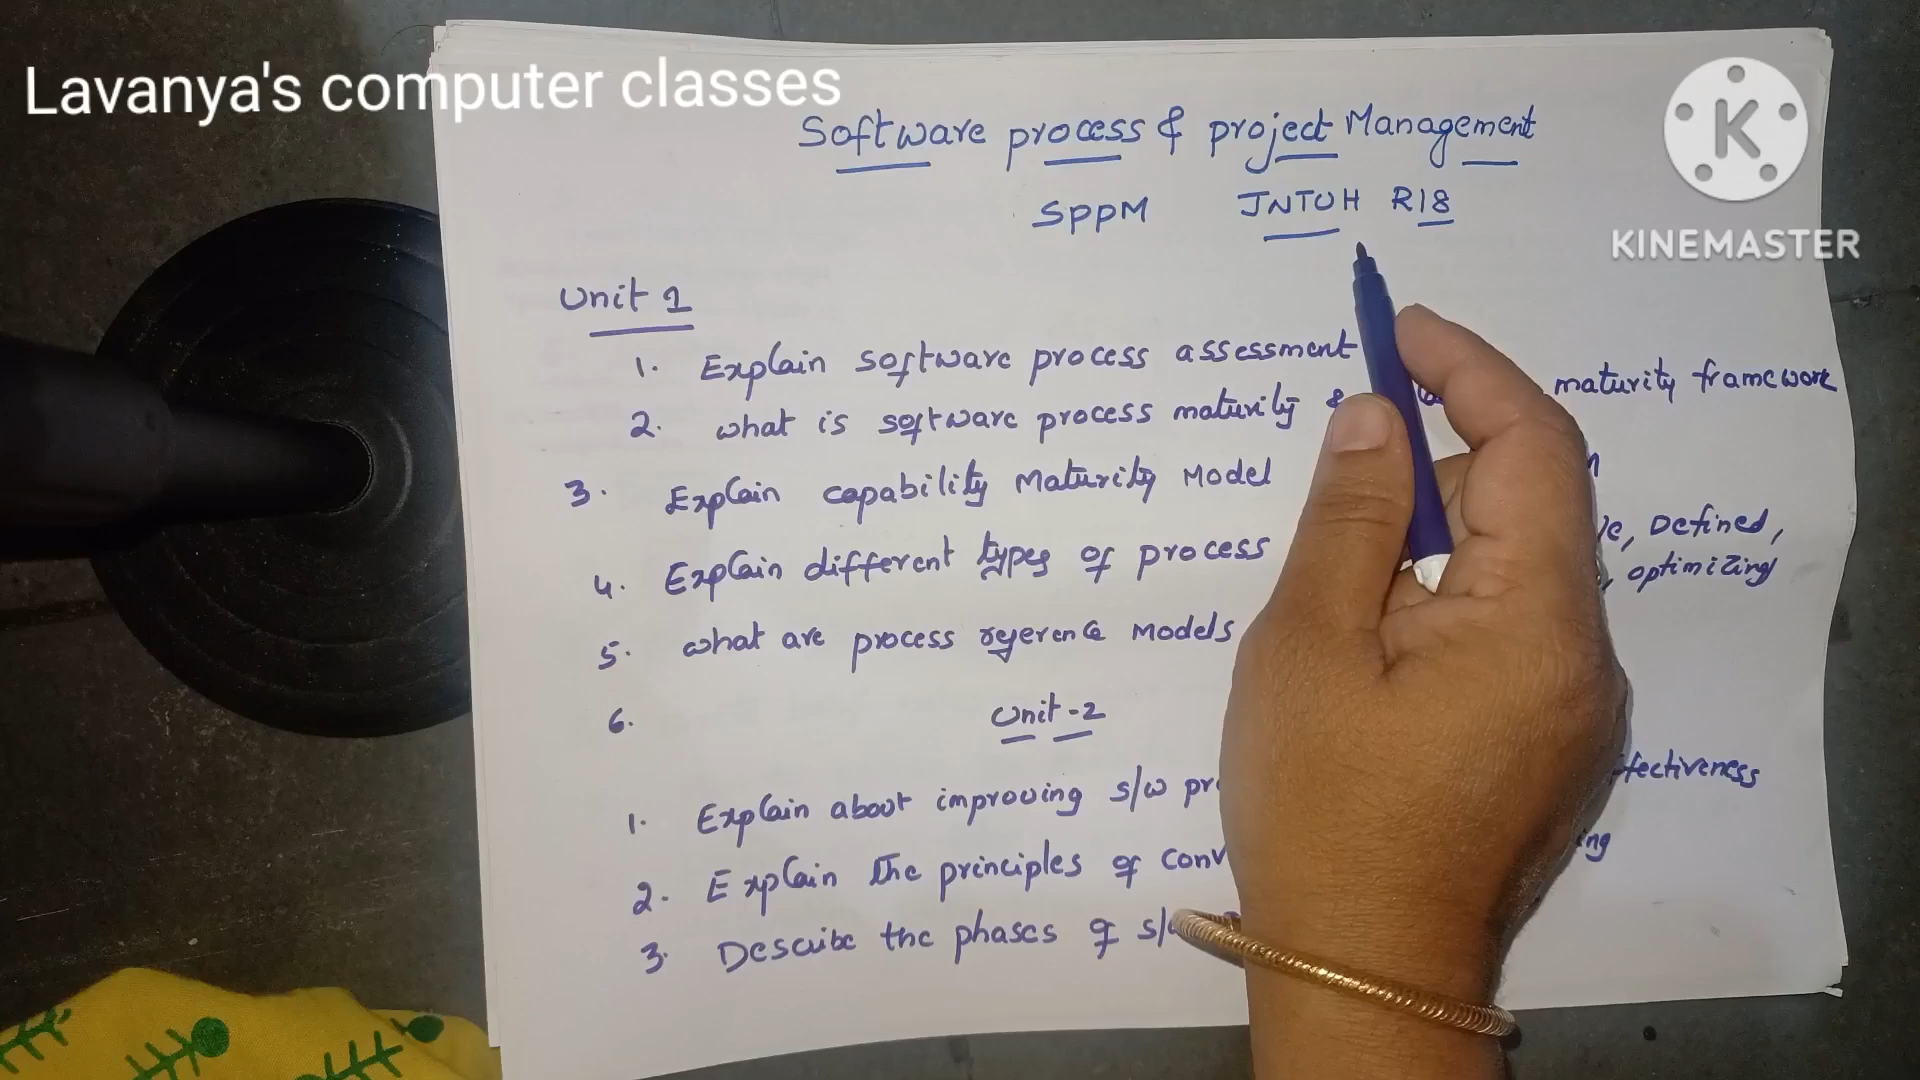 Lavanya's computer classes
KINEMASTER
Software process & project Management
SPPM JNTUH R18
Unit 1
1. Explain software process assessment
2. what is software process maturity & maturity framework
3. Explain capability Maturity Model
4. Explain different types of process Defined,
optimizing
5. what are process reference Models
6.
Unit-2
1. Explain about improving s/w
2. Explain the principles of
3. Describe the phases of